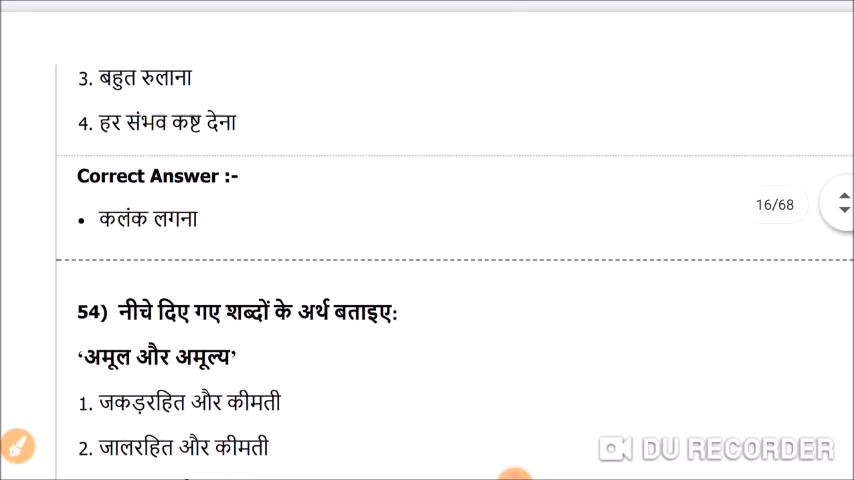 3. बहुत रुलाना
4. हर संभव कष्ट देना
Correct Answer :-
• कलंक लगना
16/68
54) नीचे दिए गए शब्दों के अर्थ बताइए:
‘अमूल और अमूल्य’
1. जकड़रहित और कीमती
2. जालरहित और कीमती
DU RECORDER